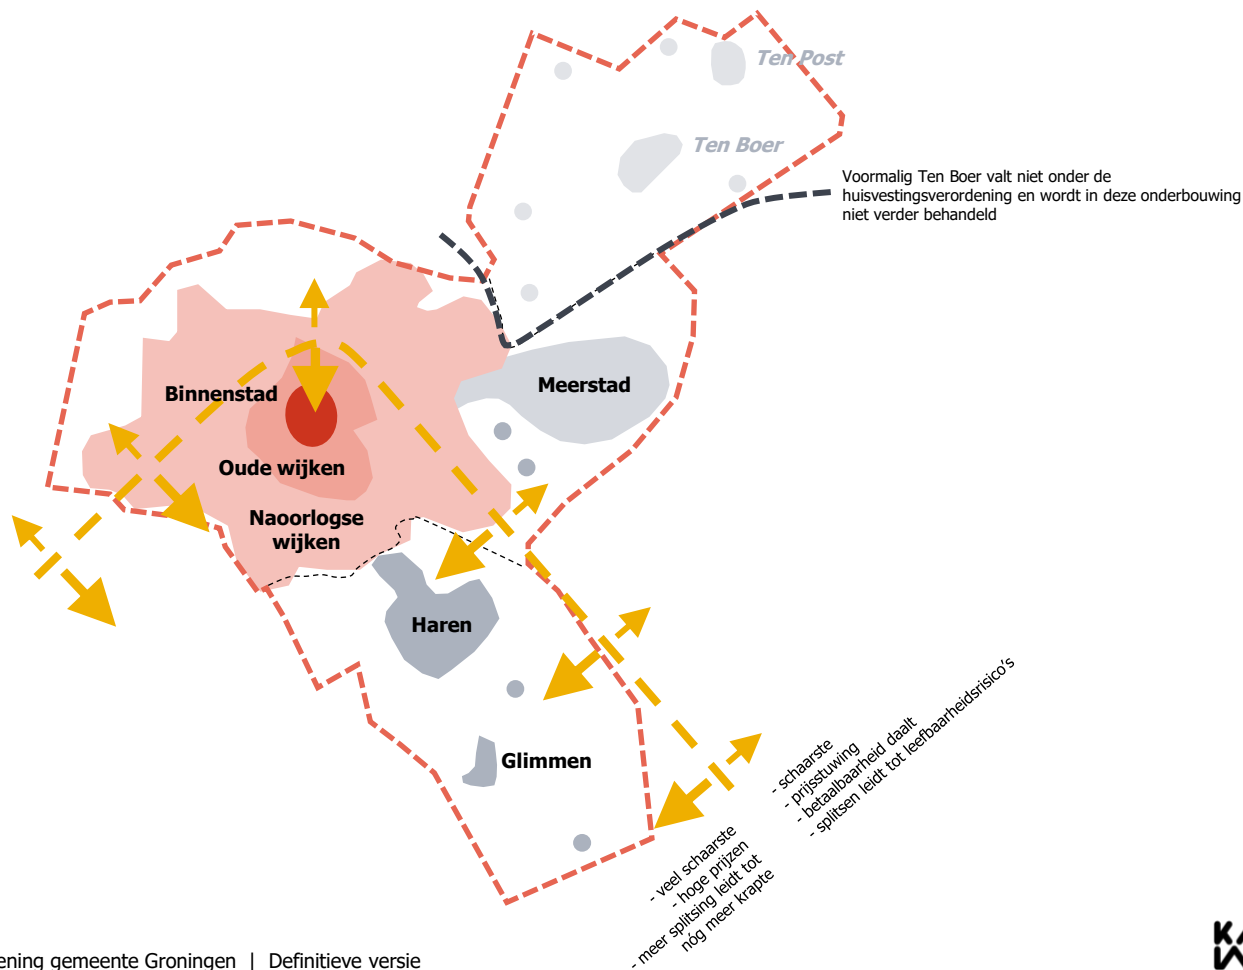 Ten Post
Ten Boer
Voormalig Ten Boer valt niet onder de
huisvestingsverordening en wordt in deze onderbouwing
niet verder behandeld
Binnenstad
Meerstad
Oude wijken
Naoorlogse
wijken
Haren
Glimmen
- schaarste
- prijsstuwing
- betaalbaarheid daalt
- splitsen leidt tot leefbaarheidsrisico's
- veel schaarste
- hoge prijzen
- meer splitsing leidt tot
nóg meer krapte
ening gemeente Groningen | Definitieve versie